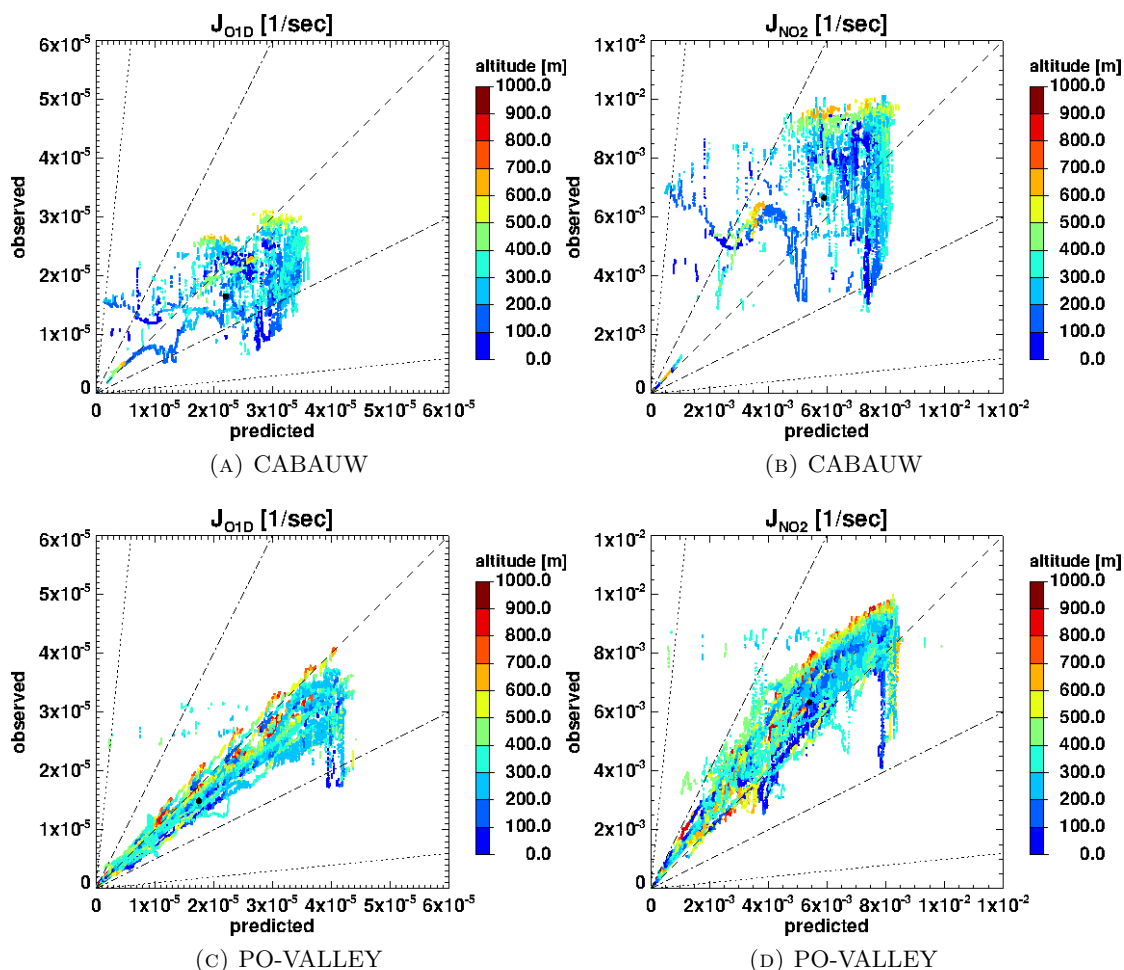 J_O1D [1/sec]
6x10^-5
5x10^-5
4x10^-5
3x10^-5
2x10^-5
1x10^-5
0
observed
0 1x10^-5 2x10^-5 3x10^-5 4x10^-5 5x10^-5 6x10^-5
predicted
altitude [m]
1000.0
900.0
800.0
700.0
600.0
500.0
400.0
300.0
200.0
100.0
0.0
(A) CABAUW
J_NO2 [1/sec]
1x10^-2
1x10^-2
8x10^-3
6x10^-3
4x10^-3
2x10^-3
0
observed
0 2x10^-3 4x10^-3 6x10^-3 8x10^-3 1x10^-2 1x10^-2
predicted
altitude [m]
1000.0
900.0
800.0
700.0
600.0
500.0
400.0
300.0
200.0
100.0
0.0
(B) CABAUW
J_O1D [1/sec]
6x10^-5
5x10^-5
4x10^-5
3x10^-5
2x10^-5
1x10^-5
0
observed
0 1x10^-5 2x10^-5 3x10^-5 4x10^-5 5x10^-5 6x10^-5
predicted
altitude [m]
1000.0
900.0
800.0
700.0
600.0
500.0
400.0
300.0
200.0
100.0
0.0
(C) PO-VALLEY
J_NO2 [1/sec]
1x10^-2
1x10^-2
8x10^-3
6x10^-3
4x10^-3
2x10^-3
0
observed
0 2x10^-3 4x10^-3 6x10^-3 8x10^-3 1x10^-2 1x10^-2
predicted
altitude [m]
1000.0
900.0
800.0
700.0
600.0
500.0
400.0
300.0
200.0
100.0
0.0
(D) PO-VALLEY